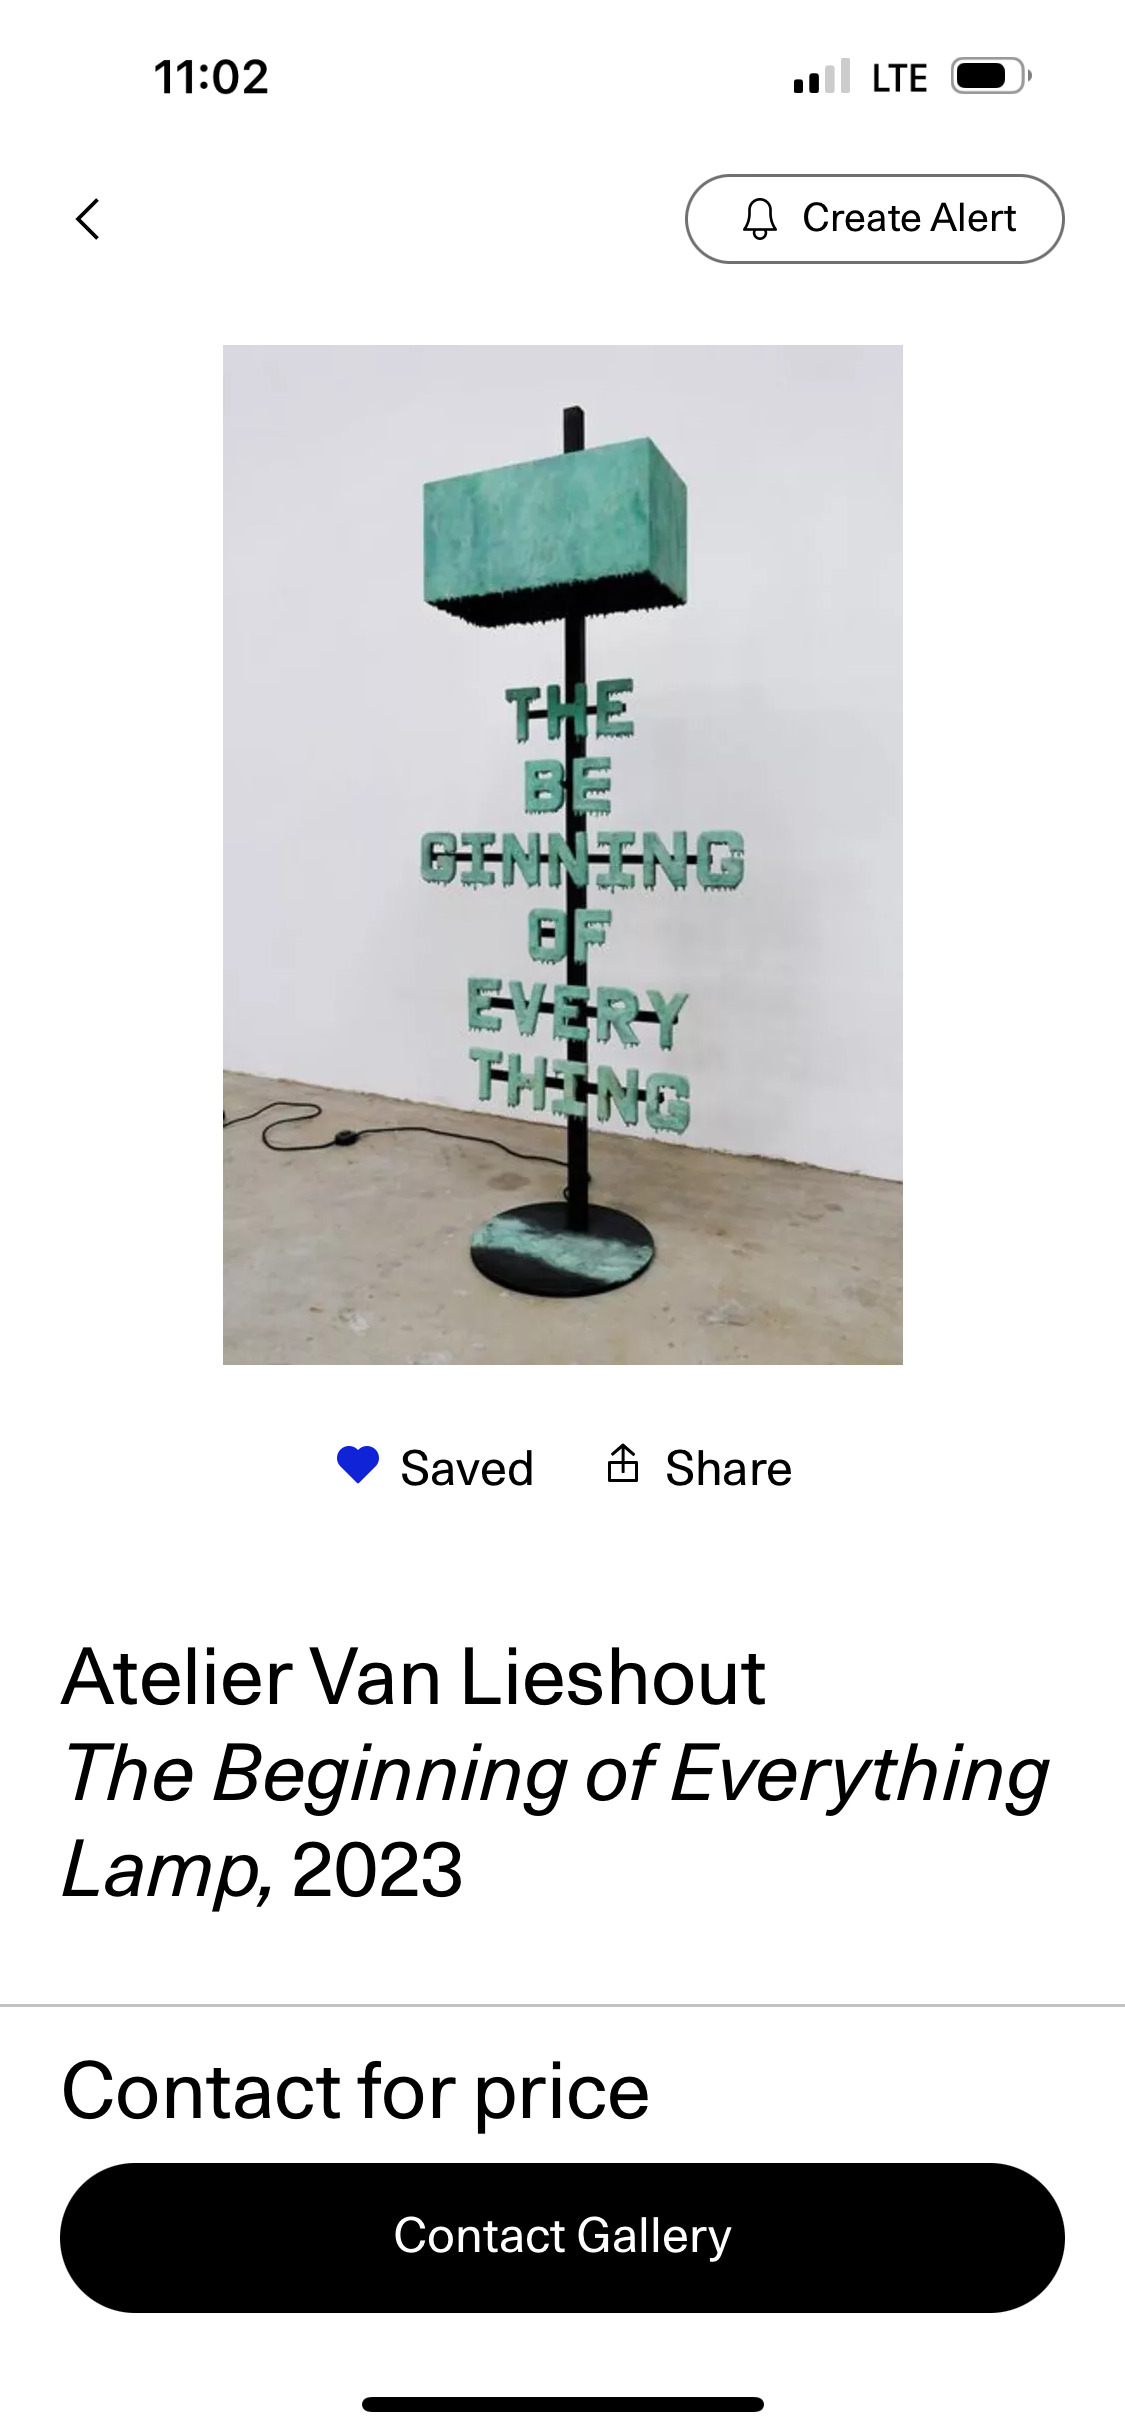 11:02 LTE
Create Alert
THE
BE
GINNING
OF
EVERY
THING
Saved Share
Atelier Van Lieshout
The Beginning of Everything
Lamp, 2023
Contact for price
Contact Gallery